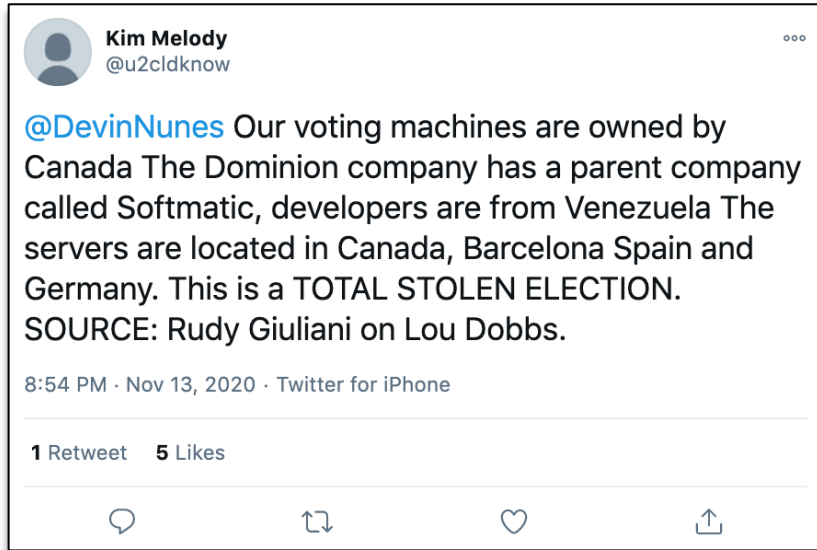 Kim Melody
@u2cldknow
@DevinNunes Our voting machines are owned by
Canada The Dominion company has a parent company
called Softmatic, developers are from Venezuela The
servers are located in Canada, Barcelona Spain and
Germany. This is a TOTAL STOLEN ELECTION.
SOURCE: Rudy Giuliani on Lou Dobbs.
8:54 PM · Nov 13, 2020 · Twitter for iPhone
1 Retweet 5 Likes